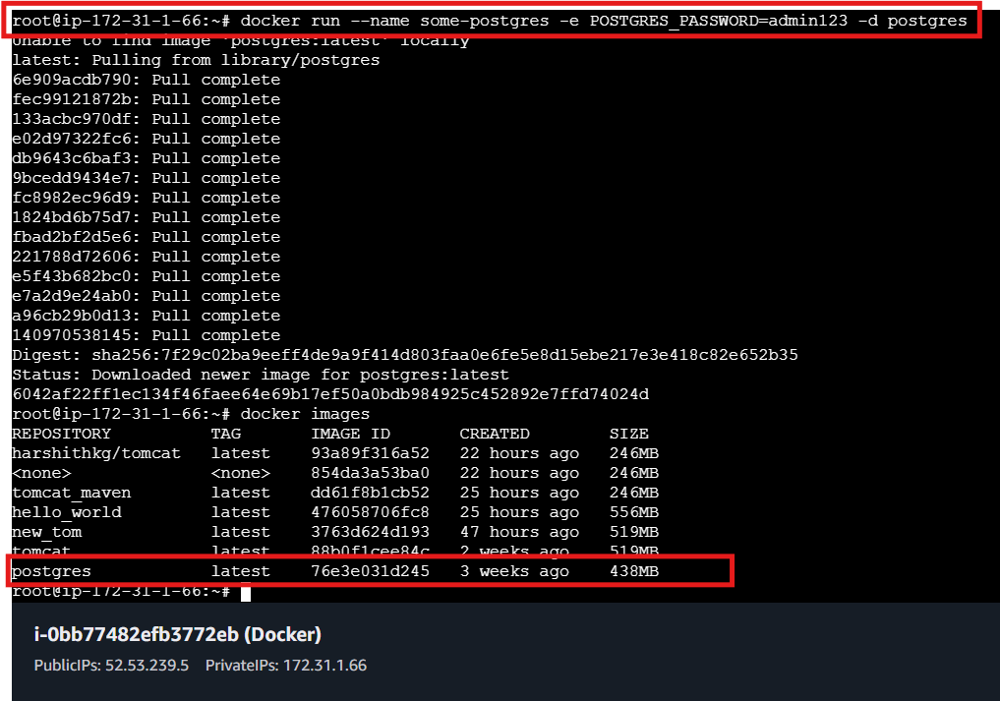 root@ip-172-31-1-66:~# docker run --name some-postgres -e POSTGRES_PASSWORD=admin123 -d postgres
Unable to find image 'postgres:latest' locally
latest: Pulling from library/postgres
6e909acdb790: Pull complete
fec99121872b: Pull complete
133acbc970df: Pull complete
e02d97322fc6: Pull complete
db9643c6baf3: Pull complete
9bcedd9434e7: Pull complete
fc8982ec96d9: Pull complete
1824bd6b75d7: Pull complete
fbad2bf2d5e6: Pull complete
221788d72606: Pull complete
e5f43b682bc0: Pull complete
e7a2d9e24ab0: Pull complete
a96cb29b0d13: Pull complete
140970538145: Pull complete
Digest: sha256:7f29c02ba9eeff4de9a9f414d803faa0e6fe5e8d15ebe217e3e418c82e652b35
Status: Downloaded newer image for postgres:latest
6042af22ff1ec134f46faee64e69b17ef50a0bdb984925c452892e7ffd74024d
root@ip-172-31-1-66:~# docker images
REPOSITORY TAG IMAGE ID CREATED SIZE
harshithkg/tomcat latest 93a89f316a52 22 hours ago 246MB
<none> <none> 854da3a53ba0 22 hours ago 246MB
tomcat_maven latest dd61f8b1cb52 25 hours ago 246MB
hello_world latest 476058706fc8 25 hours ago 556MB
new_tom latest 3763d624d193 47 hours ago 519MB
tomcat latest 88b0f1cee84c 2 weeks ago 519MB
postgres latest 76e3e031d245 3 weeks ago 438MB
root@ip-172-31-1-66:~#
i-0bb77482efb3772eb (Docker)
PublicIPs: 52.53.239.5 PrivateIPs: 172.31.1.66